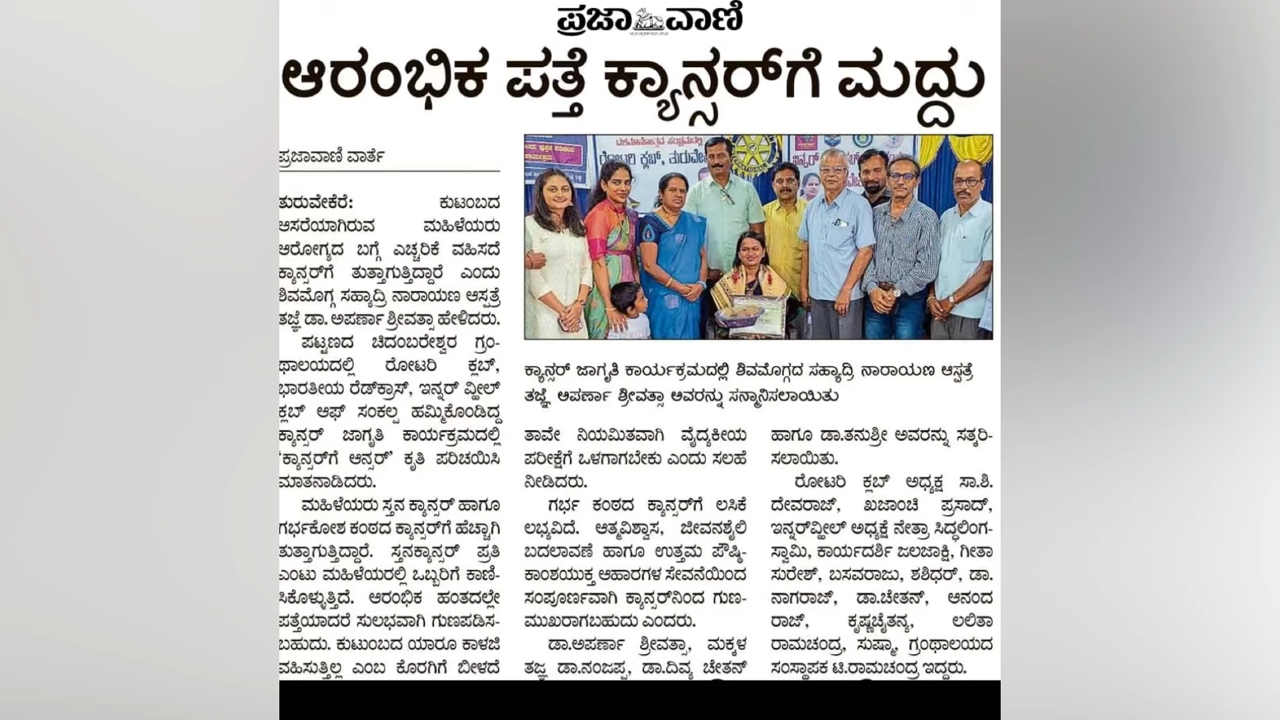 ಪ್ರಜಾವಾಣಿ
ಆರಂಭಿಕ ಪತ್ತೆ ಕ್ಯಾನ್ಸರ್‌ಗೆ ಮದ್ದು
ಪ್ರಜಾವಾಣಿ ವಾರ್ತೆ
ತುರುವೇಕೆರೆ: ಕುಟುಂಬದ
ಆಸರೆಯಾಗಿರುವ ಮಹಿಳೆಯರು
ಆರೋಗ್ಯದ ಬಗ್ಗೆ ಎಚ್ಚರಿಕೆ ವಹಿಸದೆ
ಕ್ಯಾನ್ಸರ್‌ಗೆ ತುತ್ತಾಗುತ್ತಿದ್ದಾರೆ ಎಂದು
ಶಿವಮೊಗ್ಗ ಸಹ್ಯಾದ್ರಿ ನಾರಾಯಣ ಆಸ್ಪತ್ರೆ
ತಜ್ಞೆ ಡಾ. ಅಪರ್ಣಾ ಶ್ರೀವತ್ಸಾ ಹೇಳಿದರು.
ಪಟ್ಟಣದ ಚಿದಂಬರೇಶ್ವರ ಗ್ರಂ-
ಥಾಲಯದಲ್ಲಿ ರೋಟರಿ ಕ್ಲಬ್,
ಭಾರತೀಯ ರೆಡ್‌ಕ್ರಾಸ್, ಇನ್ನರ್ ವ್ಹೀಲ್
ಕ್ಲಬ್ ಆಫ್ ಸಂಕಲ್ಪ ಹಮ್ಮಿಕೊಂಡಿದ್ದ
ಕ್ಯಾನ್ಸರ್ ಜಾಗೃತಿ ಕಾರ್ಯಕ್ರಮದಲ್ಲಿ
'ಕ್ಯಾನ್ಸರ್‌ಗೆ ಆನ್ಸರ್' ಕೃತಿ ಪರಿಚಯಿಸಿ
ಮಾತನಾಡಿದರು.
ಮಹಿಳೆಯರು ಸ್ತನ ಕ್ಯಾನ್ಸರ್ ಹಾಗೂ
ಗರ್ಭಕೋಶ ಕಂಠದ ಕ್ಯಾನ್ಸರ್‌ಗೆ ಹೆಚ್ಚಾಗಿ
ತುತ್ತಾಗುತ್ತಿದ್ದಾರೆ. ಸ್ತನಕ್ಯಾನ್ಸರ್ ಪ್ರತಿ
ಎಂಟು ಮಹಿಳೆಯರಲ್ಲಿ ಒಬ್ಬರಿಗೆ ಕಾಣಿ-
ಸಿಕೊಳ್ಳುತ್ತಿದೆ. ಆರಂಭಿಕ ಹಂತದಲ್ಲೇ
ಪತ್ತೆಯಾದರೆ ಸುಲಭವಾಗಿ ಗುಣಪಡಿಸ-
ಬಹುದು. ಕುಟುಂಬದ ಯಾರೂ ಕಾಳಜಿ
ವಹಿಸುತ್ತಿಲ್ಲ ಎಂಬ ಕೊರಗಿಗೆ ಬೀಳದೆ
ರೋಟರಿ ಕ್ಲಬ್, ತುರುವೇ
ಕ್ಯಾನ್ಸರ್ ಜಾಗೃತಿ ಕಾರ್ಯಕ್ರಮದಲ್ಲಿ ಶಿವಮೊಗ್ಗದ ಸಹ್ಯಾದ್ರಿ ನಾರಾಯಣ ಆಸ್ಪತ್ರೆ
ತಜ್ಞೆ ಅಪರ್ಣಾ ಶ್ರೀವತ್ಸಾ ಅವರನ್ನು ಸನ್ಮಾನಿಸಲಾಯಿತು
ತಾವೇ ನಿಯಮಿತವಾಗಿ ವೈದ್ಯಕೀಯ
ಪರೀಕ್ಷೆಗೆ ಒಳಗಾಗಬೇಕು ಎಂದು ಸಲಹೆ
ನೀಡಿದರು.
ಗರ್ಭ ಕಂಠದ ಕ್ಯಾನ್ಸರ್‌ಗೆ ಲಸಿಕೆ
ಲಭ್ಯವಿದೆ. ಆತ್ಮವಿಶ್ವಾಸ, ಜೀವನಶೈಲಿ
ಬದಲಾವಣೆ ಹಾಗೂ ಉತ್ತಮ ಪೌಷ್ಠಿ-
ಕಾಂಶಯುಕ್ತ ಆಹಾರಗಳ ಸೇವನೆಯಿಂದ
ಸಂಪೂರ್ಣವಾಗಿ ಕ್ಯಾನ್ಸರ್‌ನಿಂದ ಗುಣ-
ಮುಖರಾಗಬಹುದು ಎಂದರು.
ಡಾ.ಅಪರ್ಣಾ ಶ್ರೀವತ್ಸಾ, ಮಕ್ಕಳ
ತಜ್ಞ ಡಾ.ನಂಜಪ್ಪ, ಡಾ.ದಿವ್ಯ ಚೇತನ್
ಹಾಗೂ ಡಾ.ತನುಶ್ರೀ ಅವರನ್ನು ಸತ್ಕರಿ-
ಸಲಾಯಿತು.
ರೋಟರಿ ಕ್ಲಬ್ ಅಧ್ಯಕ್ಷ ಸಾ.ಶಿ.
ದೇವರಾಜ್, ಖಜಾಂಚಿ ಪ್ರಸಾದ್,
ಇನ್ನರ್‌ವ್ಹೀಲ್ ಅಧ್ಯಕ್ಷೆ ನೇತ್ರಾ ಸಿದ್ಧಲಿಂಗ-
ಸ್ವಾಮಿ, ಕಾರ್ಯದರ್ಶಿ ಜಲಜಾಕ್ಷಿ, ಗೀತಾ
ಸುರೇಶ್, ಬಸವರಾಜು, ಶಶಿಧರ್, ಡಾ.
ನಾಗರಾಜ್, ಡಾ.ಚೇತನ್, ಆನಂದ
ರಾಜ್, ಕೃಷ್ಣಚೈತನ್ಯ, ಲಲಿತಾ
ರಾಮಚಂದ್ರ, ಸುಷ್ಮಾ, ಗ್ರಂಥಾಲಯದ
ಸಂಸ್ಥಾಪಕ ಟಿ.ರಾಮಚಂದ್ರ ಇದ್ದರು.